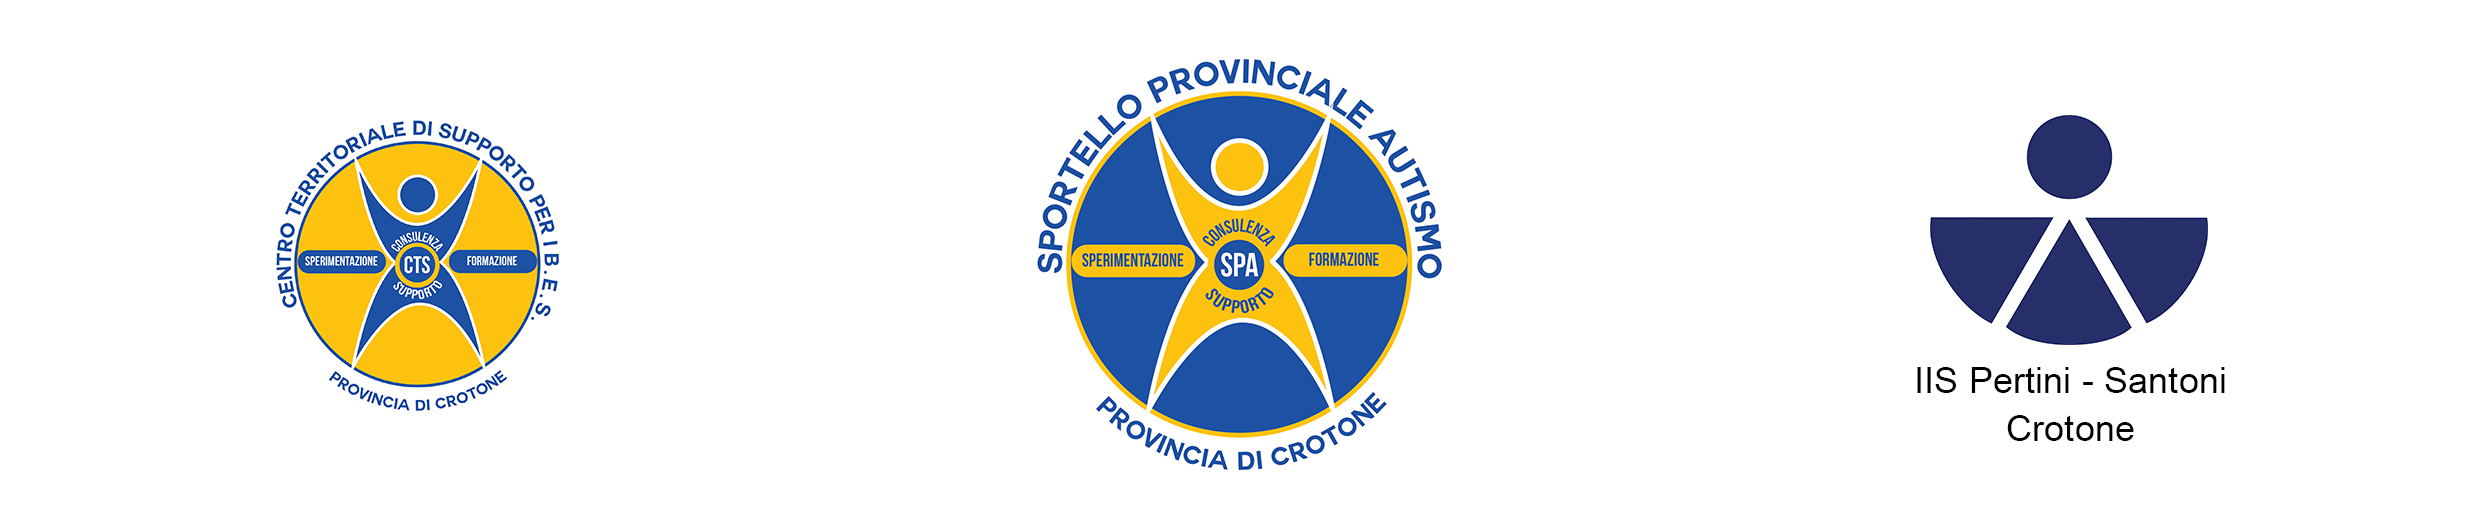 CENTRO TERRITORIALE DI SUPPORTO PER I B.E.S.
SPERIMENTAZIONE
CONSULENZA
CTS
SUPPORTO
FORMAZIONE
PROVINCIA DI CROTONE
SPORTELLO PROVINCIALE AUTISMO
SPERIMENTAZIONE
CONSULENZA
SPA
SUPPORTO
FORMAZIONE
PROVINCIA DI CROTONE
IIS Pertini - Santoni
Crotone